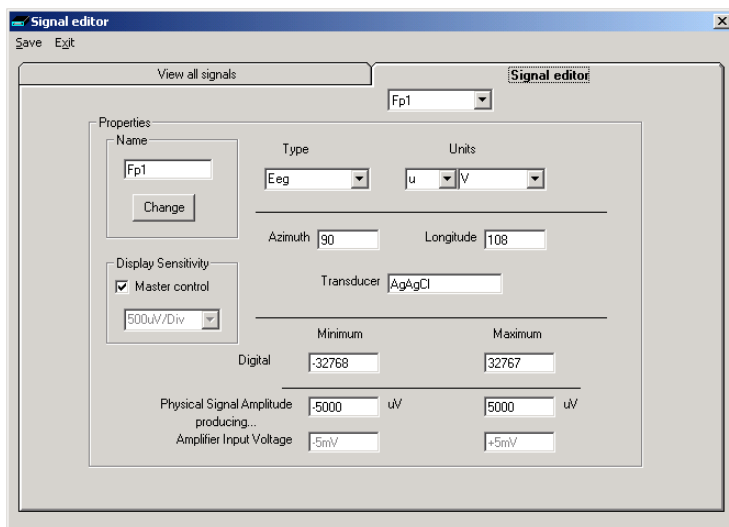 Signal editor
Save Exit
View all signals
Signal editor
Fp1
Properties
Name
Fp1
Change
Type
Units
Eeg
u
V
Azimuth 90
Longitude 108
Display Sensitivity
Master control
500uV/Div
Transducer AgAgCl
Minimum
Maximum
Digital
-32768
32767
Physical Signal Amplitude
producing...
-5000 uV
5000 uV
Amplifier Input Voltage
-5mV
+5mV